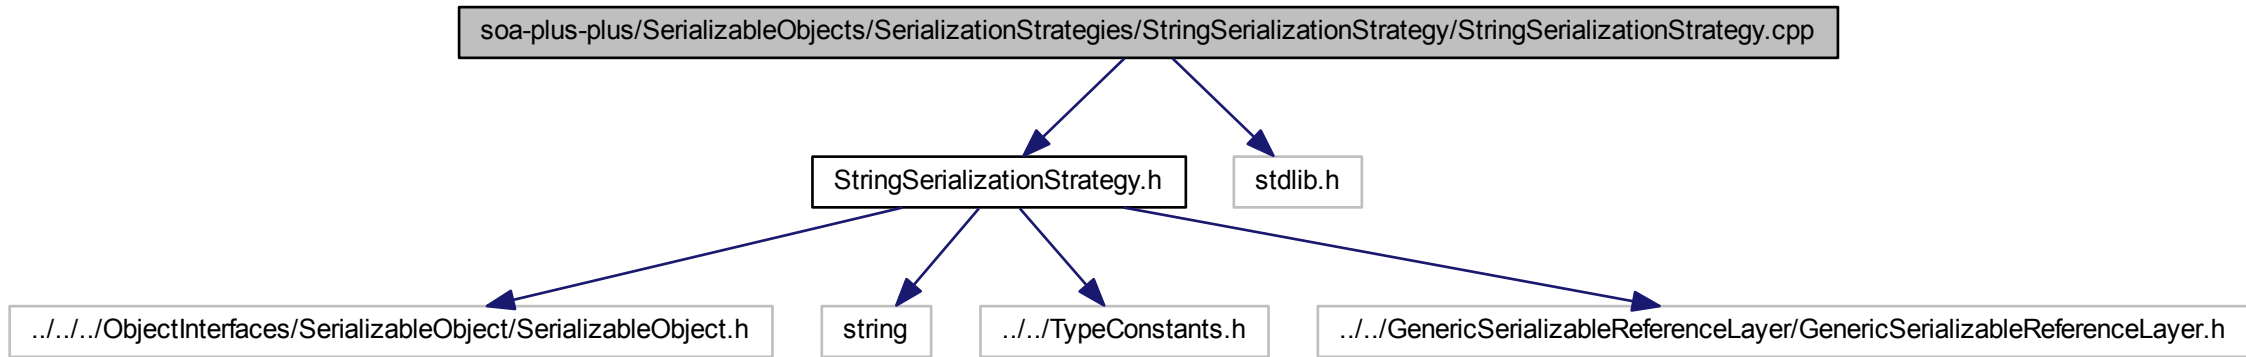 soa-plus-plus/SerializableObjects/SerializationStrategies/StringSerializationStrategy/StringSerializationStrategy.cpp
StringSerializationStrategy.h
stdlib.h
../../../ObjectInterfaces/SerializableObject/SerializableObject.h
string
../../TypeConstants.h
../../GenericSerializableReferenceLayer/GenericSerializableReferenceLayer.h